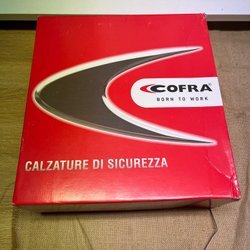 COFRA
BORN TO WORK
CALZATURE DI SICUREZZA